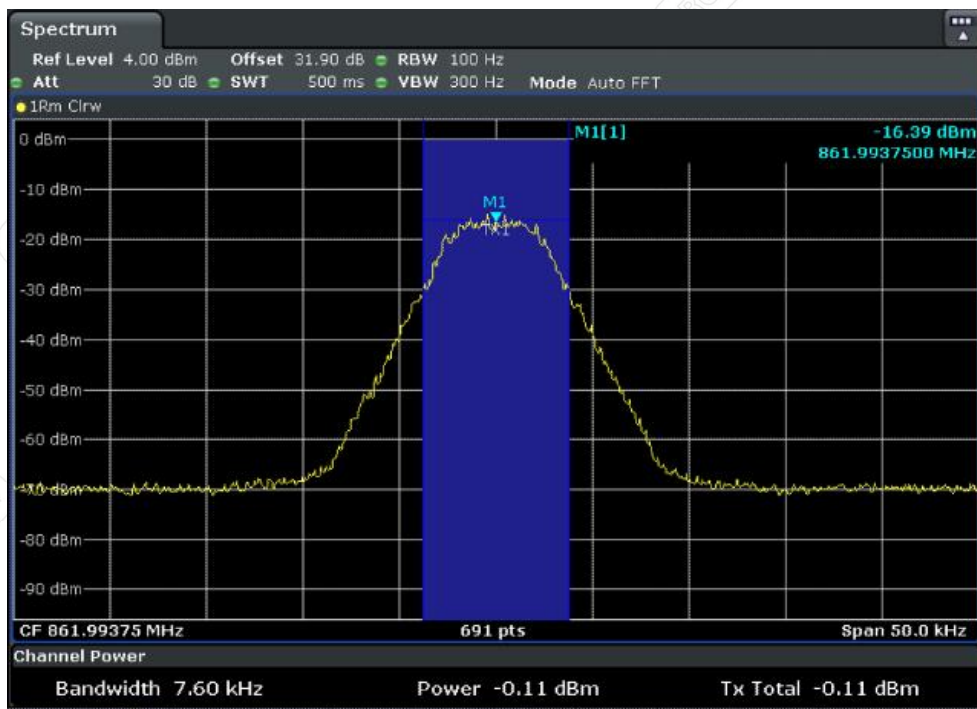 Spectrum
Ref Level 4.00 dBm Offset 31.90 dB RBW 100 Hz
Att 30 dB SWT 500 ms VBW 300 Hz Mode Auto FFT
1Rm Clrw
M1[1] -16.39 dBm
861.9937500 MHz
0 dBm
-10 dBm
M1
TX1
-20 dBm
-30 dBm
-40 dBm
-50 dBm
-60 dBm
-70 dBm
-80 dBm
-90 dBm
CF 861.99375 MHz 691 pts Span 50.0 kHz
Channel Power
Bandwidth 7.60 kHz Power -0.11 dBm Tx Total -0.11 dBm